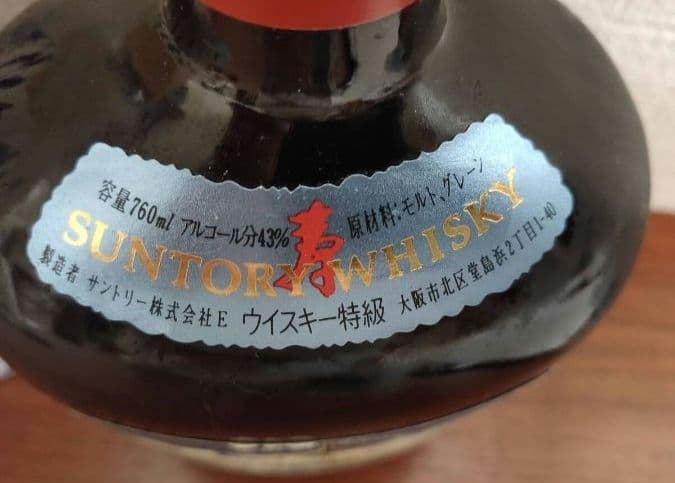 容量760ml アルコール分43% 原材料:モルト、グレーン
SUNTORY 寿 WHISKY
製造者 サントリー株式会社E ウイスキー特級 大阪市北区堂島浜2丁目1-40